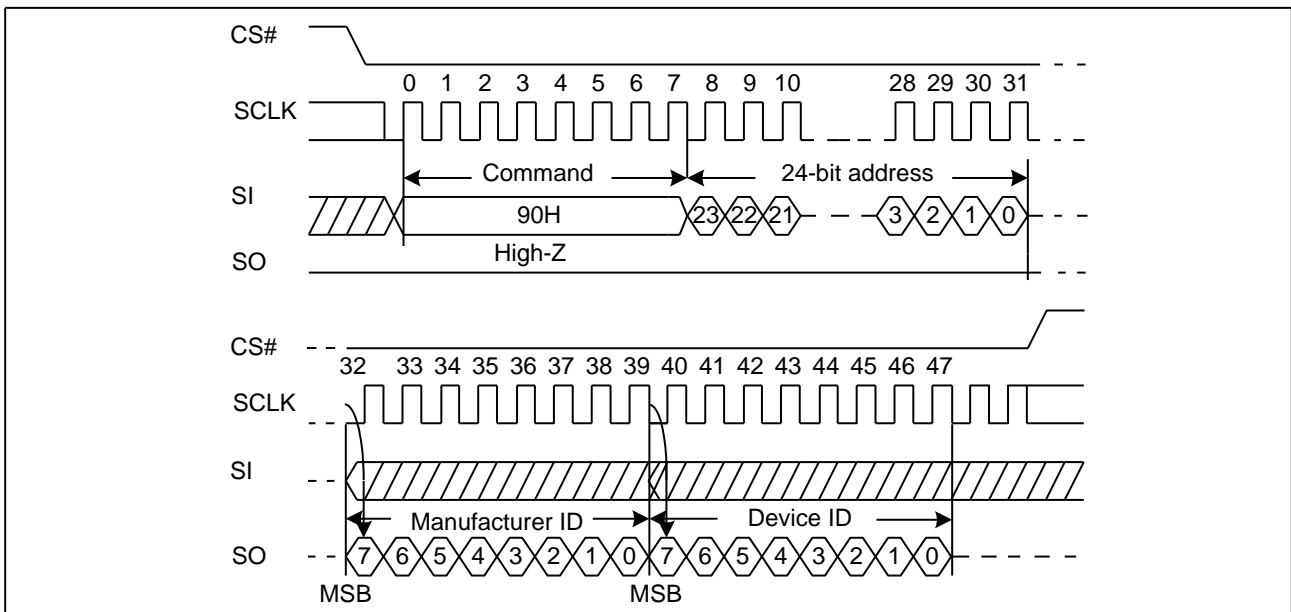 CS#
0 1 2 3 4 5 6 7 8 9 10 28 29 30 31
SCLK
Command 24-bit address
SI
90H 23 22 21 3 2 1 0
High-Z
SO
CS#
32 33 34 35 36 37 38 39 40 41 42 43 44 45 46 47
SCLK
SI
Manufacturer ID Device ID
SO 7 6 5 4 3 2 1 0 7 6 5 4 3 2 1 0
MSB MSB